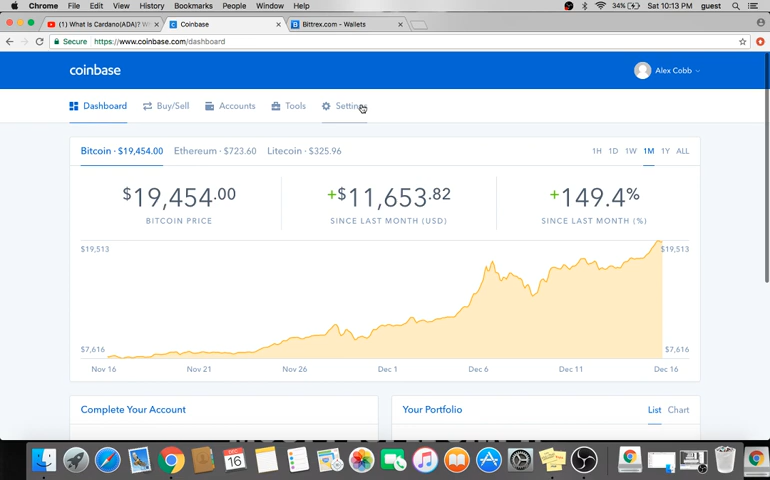 Chrome File Edit View History Bookmarks People Window Help 34% Sat 10:13 PM guest
(1) What Is Cardano(ADA)? W Coinbase Bittrex.com - Wallets
Secure https://www.coinbase.com/dashboard
coinbase Alex Cobb
Dashboard Buy/Sell Accounts Tools Settings
Bitcoin · $19,454.00 Ethereum · $723.60 Litecoin · $325.96 1H 1D 1W 1M 1Y ALL
$19,454.00 +$11,653.82 +149.4%
BITCOIN PRICE SINCE LAST MONTH (USD) SINCE LAST MONTH (%)
$19,513 $19,513
$7,616 $7,616
Nov 16 Nov 21 Nov 26 Dec 1 Dec 6 Dec 11 Dec 16
Complete Your Account Your Portfolio List Chart
DEC
16